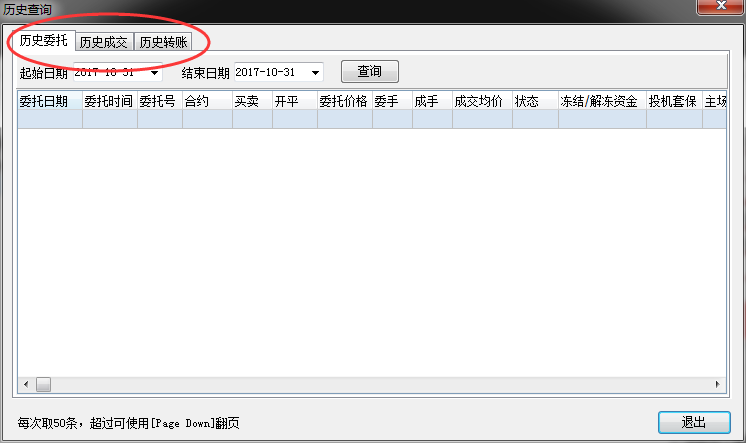 历史查询
历史委托 历史成交 历史转账
起始日期 2017-10-31 结束日期 2017-10-31 查询
委托日期 委托时间 委托号 合约 买卖 开平 委托价格 委手 成手 成交均价 状态 冻结/解冻资金 投机套保 主场
每次取50条，超过可使用[Page Down]翻页
退出